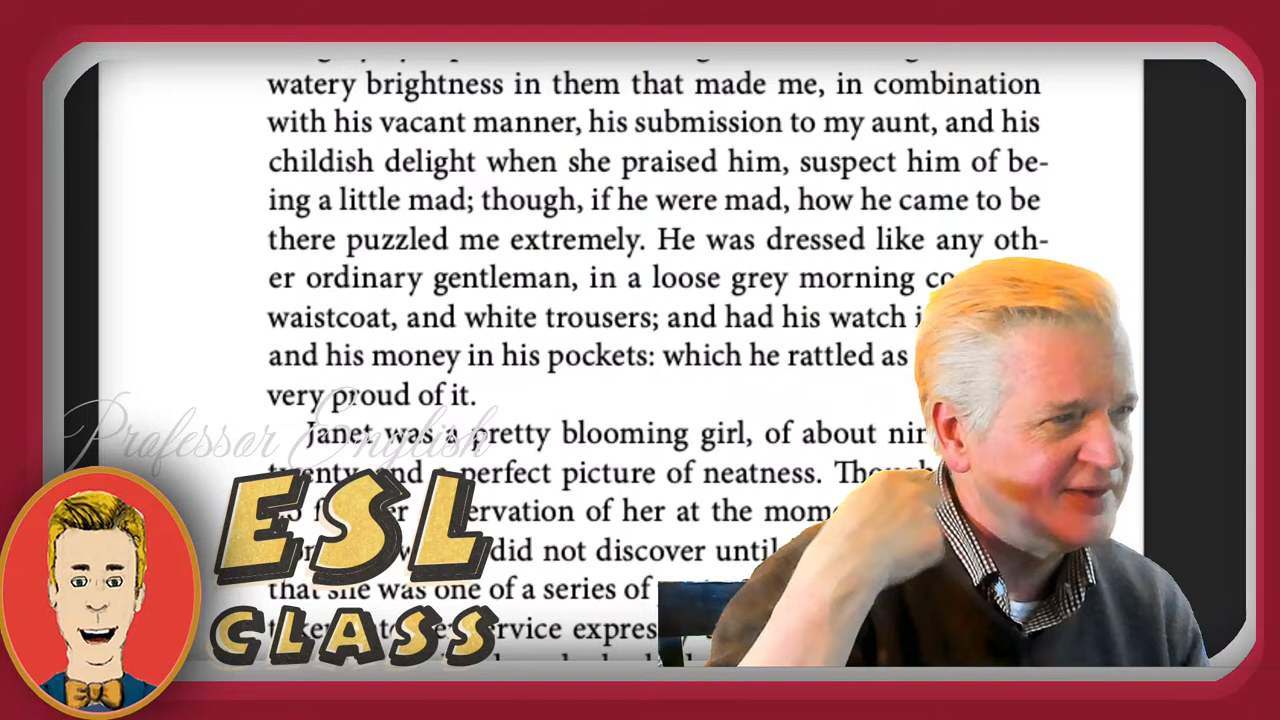 watery brightness in them that made me, in combination
with his vacant manner, his submission to my aunt, and his
childish delight when she praised him, suspect him of be-
ing a little mad; though, if he were mad, how he came to be
there puzzled me extremely. He was dressed like any oth-
er ordinary gentleman, in a loose grey morning
waistcoat, and white trousers; and had his watch
and his money in his pockets: which he rattled as
very proud of it.
Janet was a pretty blooming girl, of about
twenty and a perfect picture of neatness.
of her at the
did not discover until
that she was one of a series of
service
Professor English
ESL
CLASS